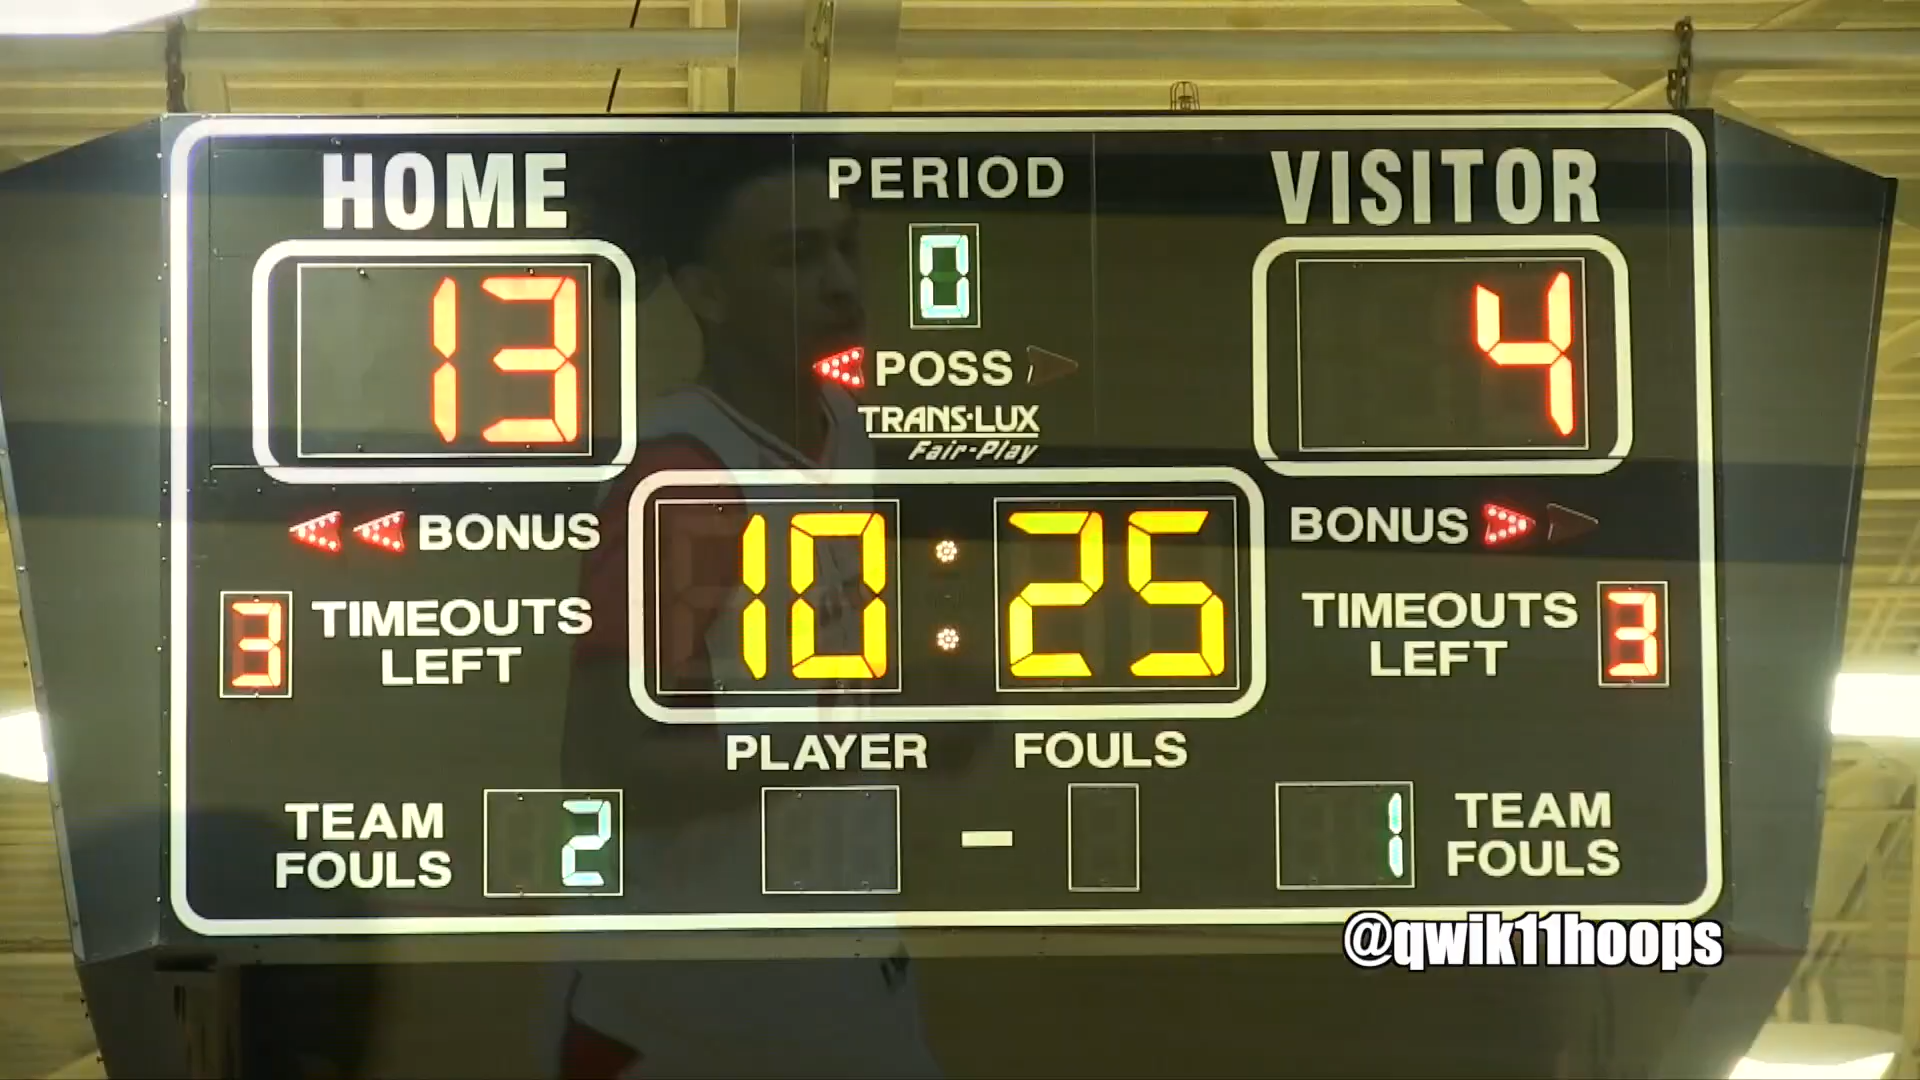 HOME
PERIOD
VISITOR
13
0
4
POSS
TRANS·LUX
Fair-Play
BONUS
10:25
BONUS
3
TIMEOUTS
LEFT
TIMEOUTS
LEFT
3
PLAYER FOULS
TEAM
FOULS
2
-
1
TEAM
FOULS
@qwik11hoops